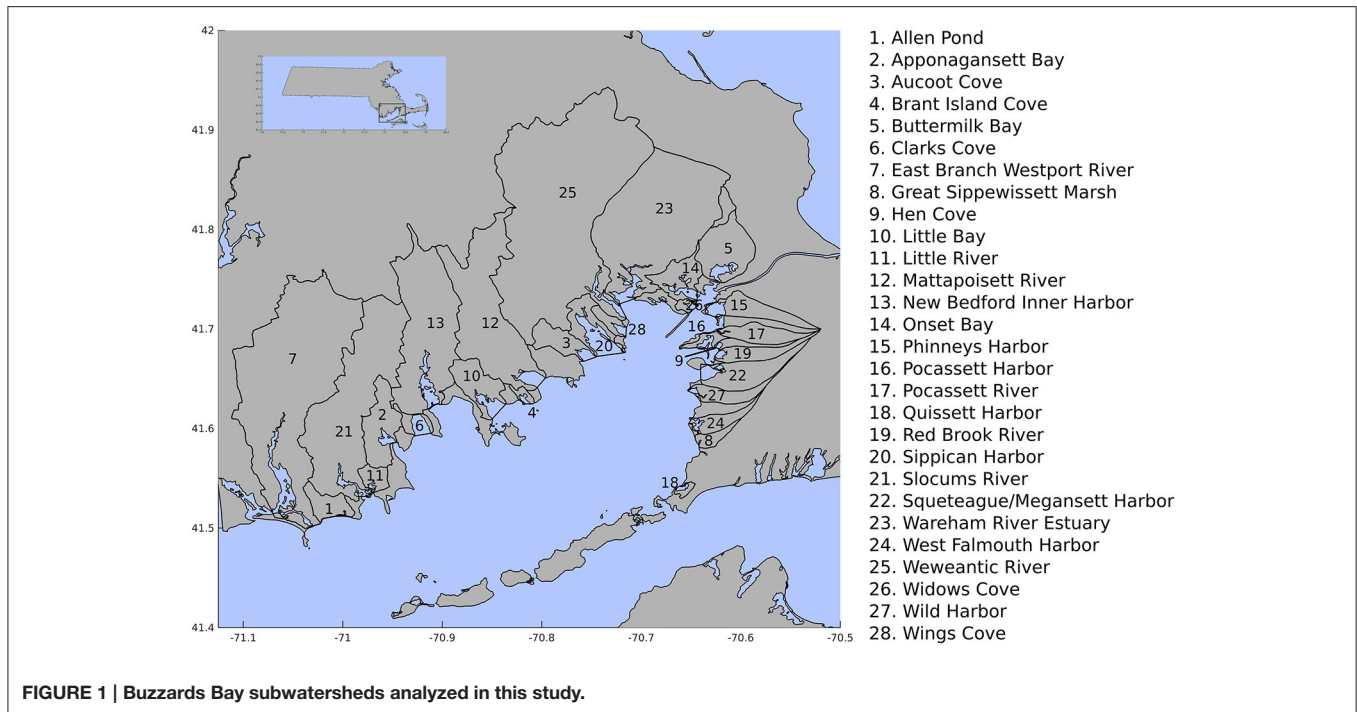 42
41.9
41.8
41.7
41.6
41.5
41.4
-71.1
-71
-70.9
-70.8
-70.7
-70.6
-70.5
25
23
5
14
26
15
16
17
28
13
12
3
20
9
19
7
10
22
27
4
2
6
24
21
8
11
18
1
1. Allen Pond
2. Apponagansett Bay
3. Aucoot Cove
4. Brant Island Cove
5. Buttermilk Bay
6. Clarks Cove
7. East Branch Westport River
8. Great Sippewissett Marsh
9. Hen Cove
10. Little Bay
11. Little River
12. Mattapoisett River
13. New Bedford Inner Harbor
14. Onset Bay
15. Phinneys Harbor
16. Pocassett Harbor
17. Pocassett River
18. Quissett Harbor
19. Red Brook River
20. Sippican Harbor
21. Slocums River
22. Squeteague/Megansett Harbor
23. Wareham River Estuary
24. West Falmouth Harbor
25. Weweantic River
26. Widows Cove
27. Wild Harbor
28. Wings Cove
FIGURE 1 | Buzzards Bay subwatersheds analyzed in this study.